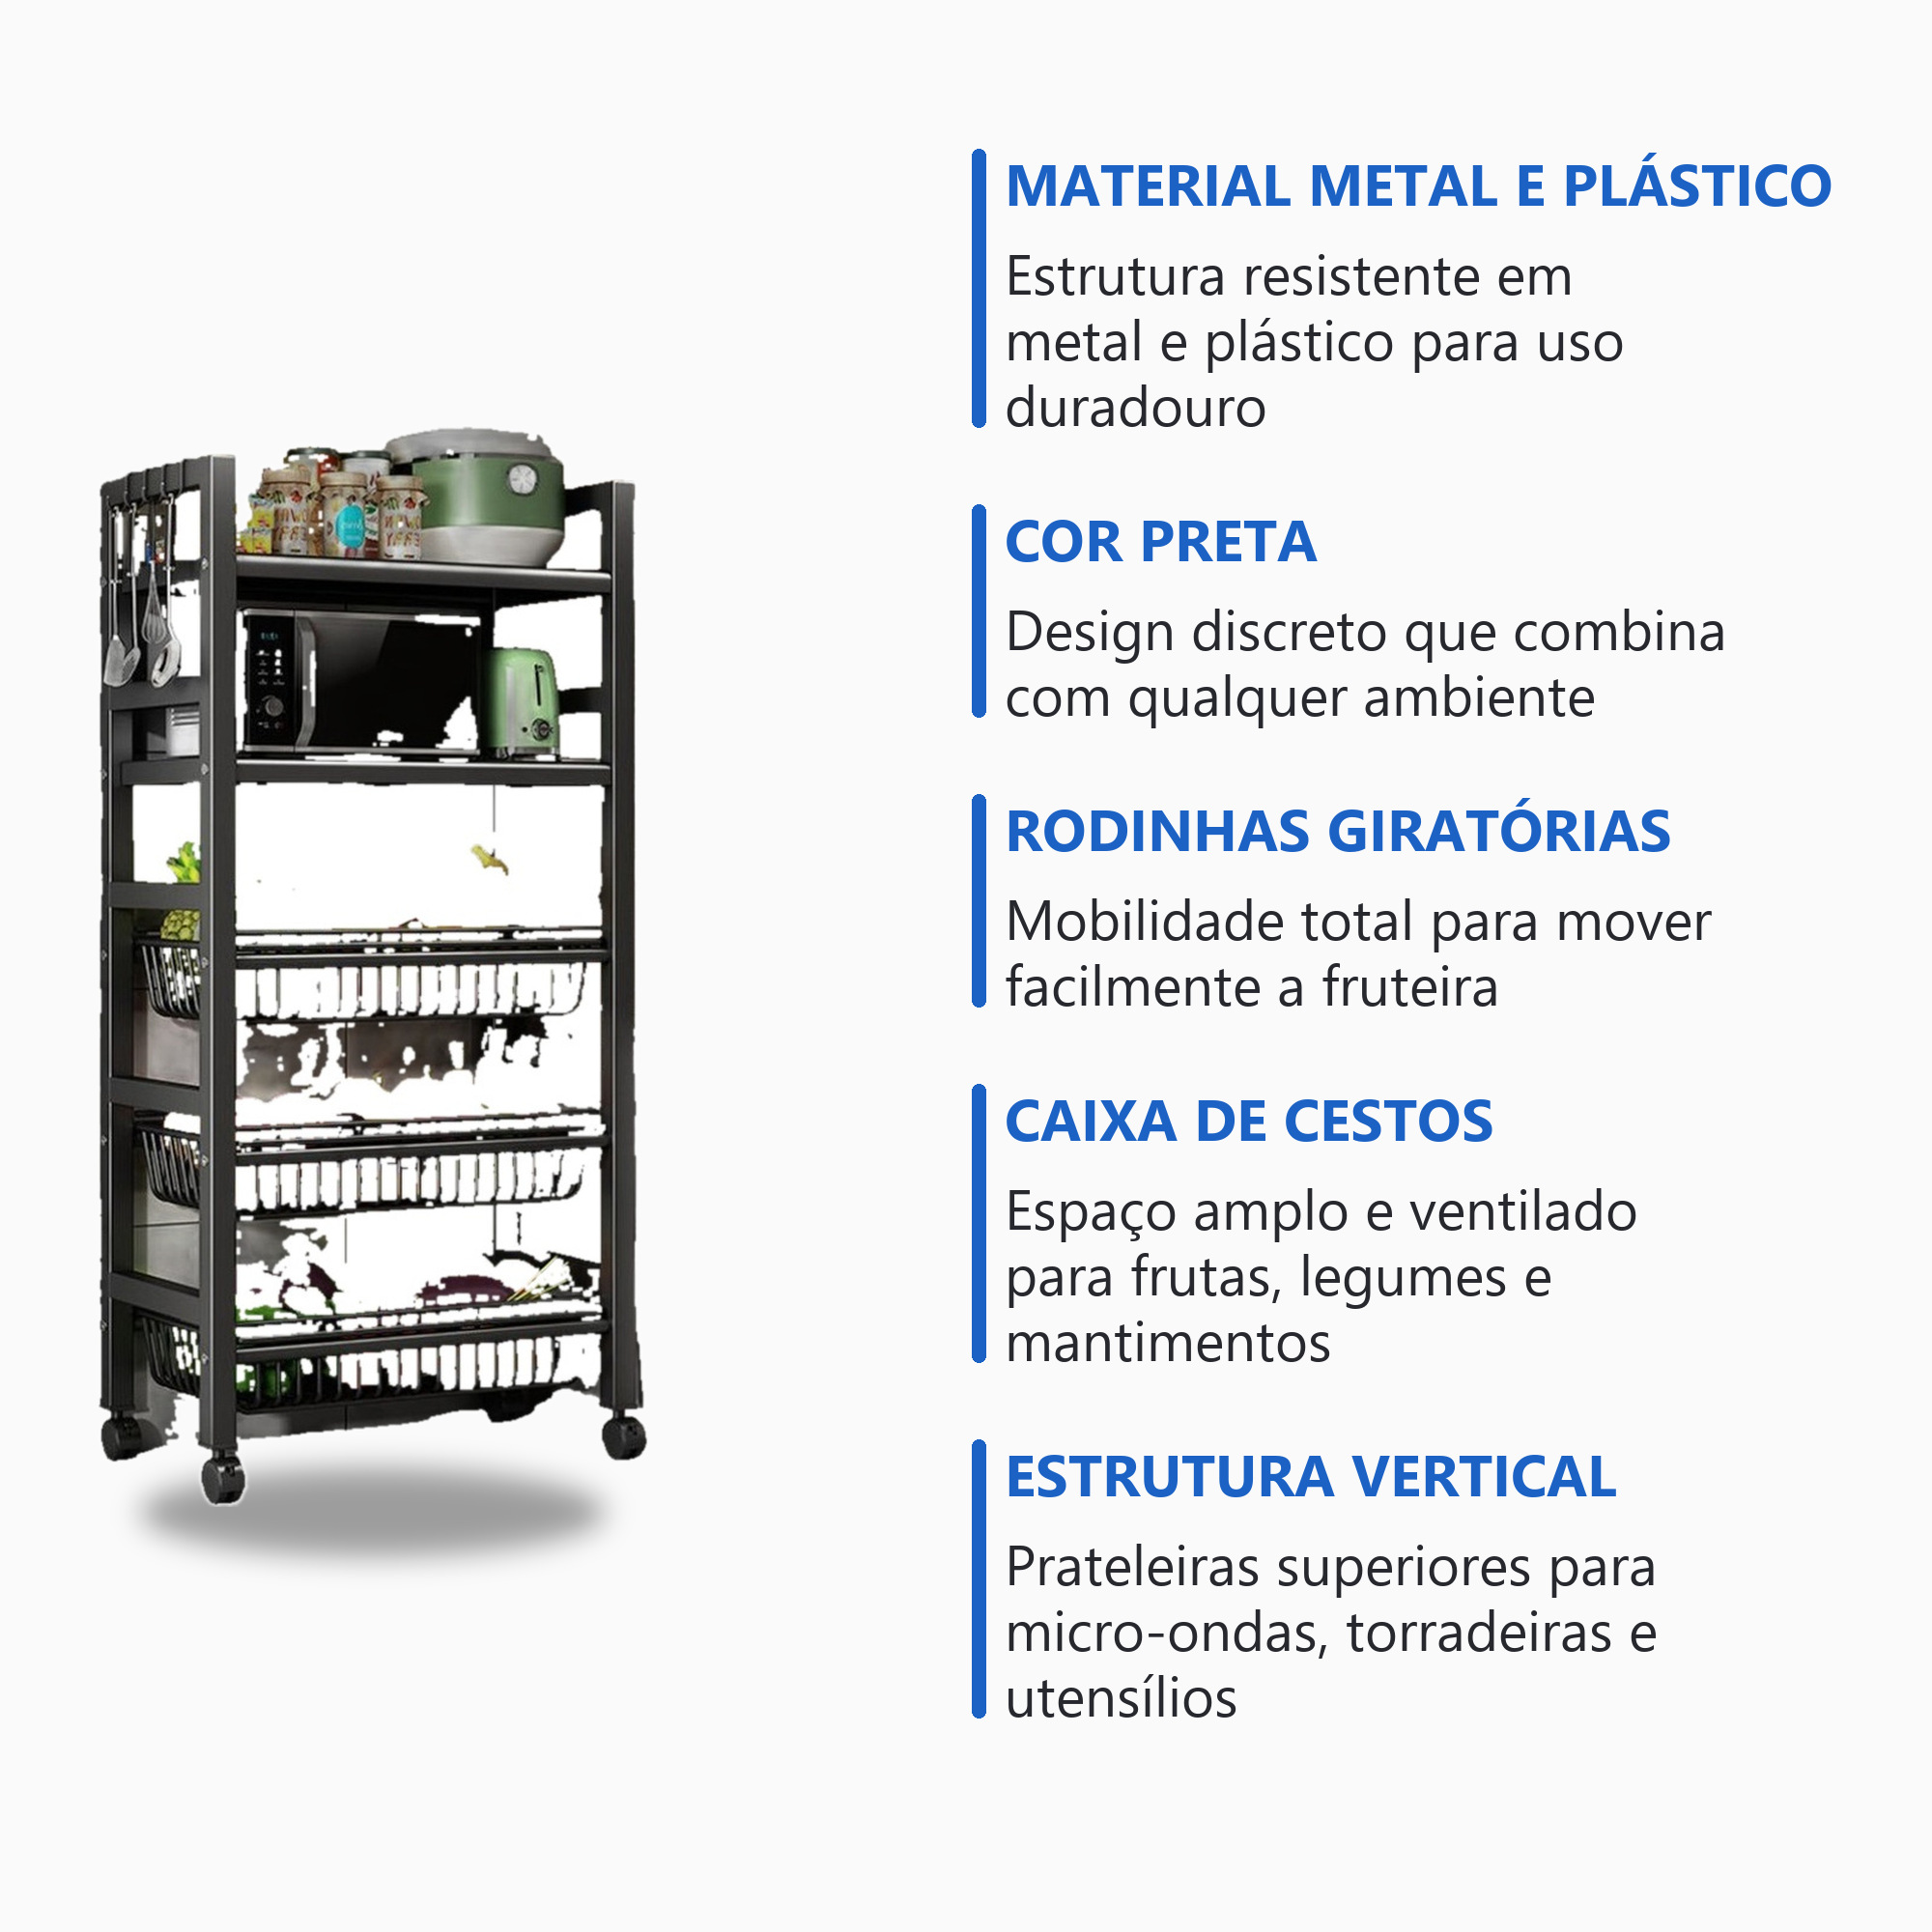 MATERIAL METAL E PLÁSTICO
Estrutura resistente em
metal e plástico para uso
duradouro
COR PRETA
Design discreto que combina
com qualquer ambiente
RODINHAS GIRATÓRIAS
Mobilidade total para mover
facilmente a fruteira
CAIXA DE CESTOS
Espaço amplo e ventilado
para frutas, legumes e
mantimentos
ESTRUTURA VERTICAL
Prateleiras superiores para
micro-ondas, torradeiras e
utensílios